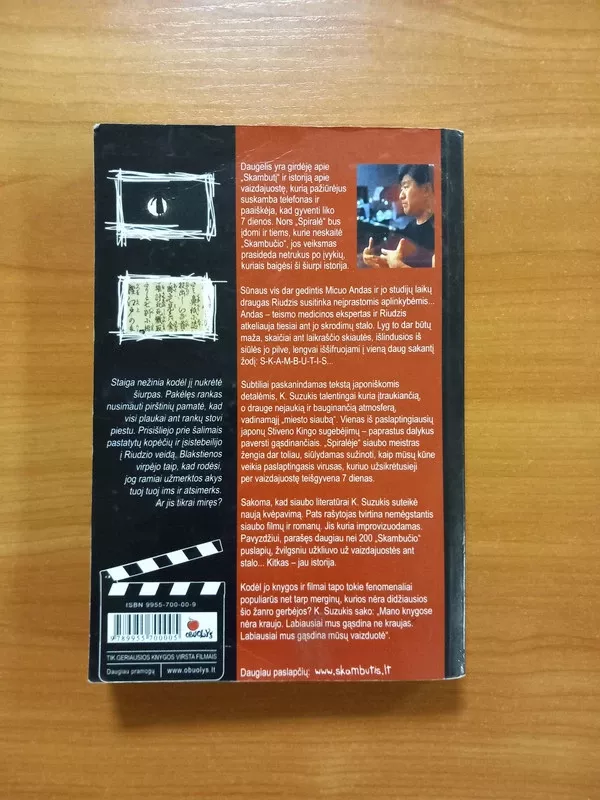 Daugelis yra girdėję apie
„Skambutį“ ir istoriją apie
vaizdajuostę, kurią pažiūrėjus
suskamba telefonas ir
paaiškėja, kad gyventi liko
7 dienos. Nors „Spiralė“ bus
įdomi ir tiems, kurie neskaitė
„Skambučio“, jos veiksmas
prasideda netrukus po įvykių,
kuriais baigėsi ši šiurpi istorija.
Sūnaus vis dar gedintis Micuo Andas ir jo studijų laikų
draugas Riudzis susitinka neįprastomis aplinkybėmis...
Andas – teismo medicinos ekspertas ir Riudzis
atkeliauja tiesiai ant jo skrodimų stalo. Lyg to dar būtų
maža, skaičiai ant laikraščio skiautės, išlindusios iš
siūlės jo pilve, lengvai iššifruojami į vieną daug sakantį
žodį: S-K-A-M-B-U-T-I-S...
Subtiliai paskanindamas tekstą japoniškomis
detalėmis, K. Suzukis talentingai kuria įtraukiančią,
o drauge nejaukią ir bauginančią atmosferą,
vadinamąją „miesto siaubą“. Vienas iš paslaptingiausių
japonų Stiveno Kingo sugebėjimų – paprastus dalykus
paversti gąsdinančiais. „Spiralėje“ siaubo meistras
žengia dar toliau, siūlydamas sužinoti, kaip mūsų kūne
veikia paslaptingasis virusas, kuriuo užsikrėtusiesji
per vaizdajuostę teišgyvena 7 dienas.
Sakoma, kad siaubo literatūrai K. Suzukis suteikė
naują kvėpavimą. Pats rašytojas tvirtina nemėgstantis
siaubo filmų ir romanų. Jis kuria improvizuodamas.
Pavyzdžiui, parašęs daugiau nei 200 „Skambučio“
puslapių, žvilgsniu užkliuvo už vaizdajuostės ant
stalo... Kitkas – jau istorija.
Kodėl jo knygos ir filmai tapo tokie fenomenaliai
populiarūs net tarp merginų, kurios nėra didžiausios
šio žanro gerbėjos? K. Suzukis sako: „Mano knygose
nėra kraujo. Labiausiai mus gąsdina ne kraujas.
Labiausiai mus gąsdina mūsų vaizduotė“.
Daugiau paslapčių: www.skambutis.lt
Staiga nežinia kodėl jį nukrėtė
šiurpas. Pakėlęs rankas
nusimauti pirštinių pamatė, kad
visi plaukai ant rankų stovi
piestu. Prisišliejo prie šalimais
pastatytų kopėčių ir įsistebeilijo
į Riudzio veidą. Blakstienos
virpėjo taip, kad rodėsi,
jog ramiai užmerktos akys
tuoj tuoj ims ir atsimerks.
Ar jis tikrai miręs?
ISBN 9955-700-00-9
9789955700005
OBUOLYS
TIK GERIAUSIOS KNYGOS VIRSTA FILMAIS
Daugiau pramogų
www.obuolys.lt